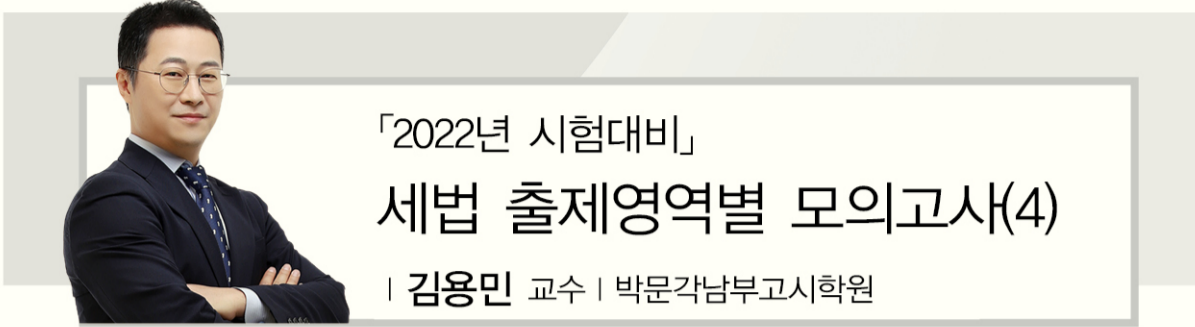 「2022년 시험대비」
세법 출제영역별 모의고사(4)
| 김용민 교수 | 박문각남부고시학원